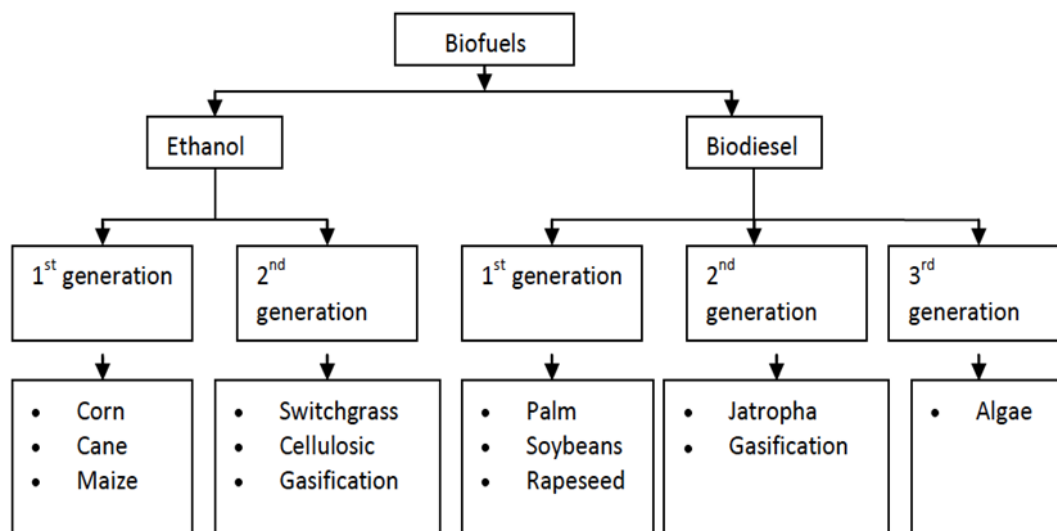 Biofuels
Ethanol
Biodiesel
1st generation
2nd
generation
1st generation
2nd
generation
3rd
generation
• Corn
• Cane
• Maize
• Switchgrass
• Cellulosic
• Gasification
• Palm
• Soybeans
• Rapeseed
• Jatropha
• Gasification
• Algae